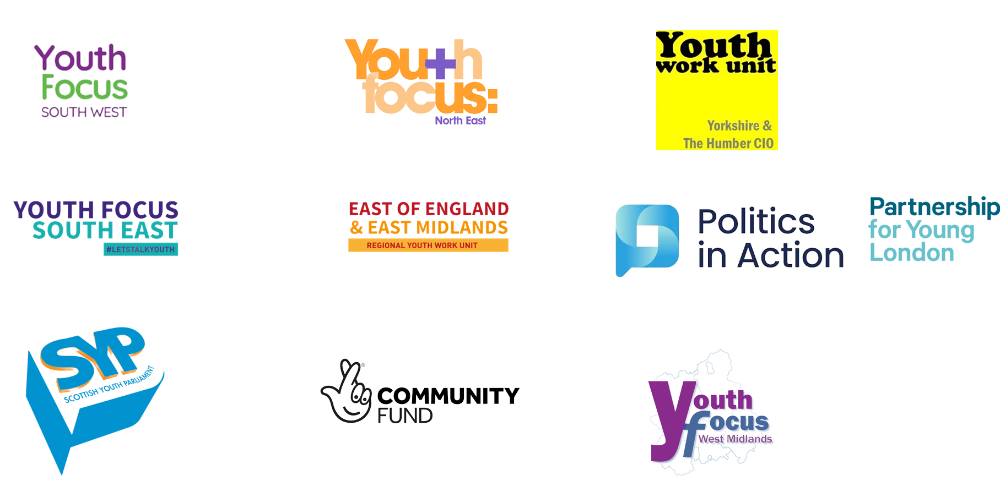 Youth
Focus
SOUTH WEST
Youth
focus:
North East
Youth
work unit
Yorkshire &
The Humber CIO
YOUTH FOCUS
SOUTH EAST
#LETSTALKYOUTH
EAST OF ENGLAND
& EAST MIDLANDS
REGIONAL YOUTH WORK UNIT
Politics
in Action
Partnership
for Young
London
SYP
SCOTTISH YOUTH PARLIAMENT
®
COMMUNITY
FUND
Youth
Focus
West Midlands